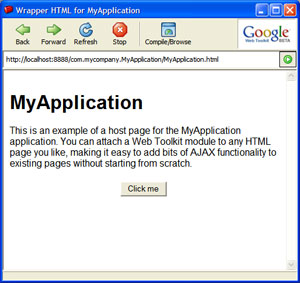 Wrapper HTML for MyApplication
Back Forward Refresh Stop Compile/Browse
Google
Web Toolkit BETA
http://localhost:8888/com.mycompany.MyApplication/MyApplication.html
MyApplication
This is an example of a host page for the MyApplication
application. You can attach a Web Toolkit module to any HTML
page you like, making it easy to add bits of AJAX functionality to
existing pages without starting from scratch.
Click me